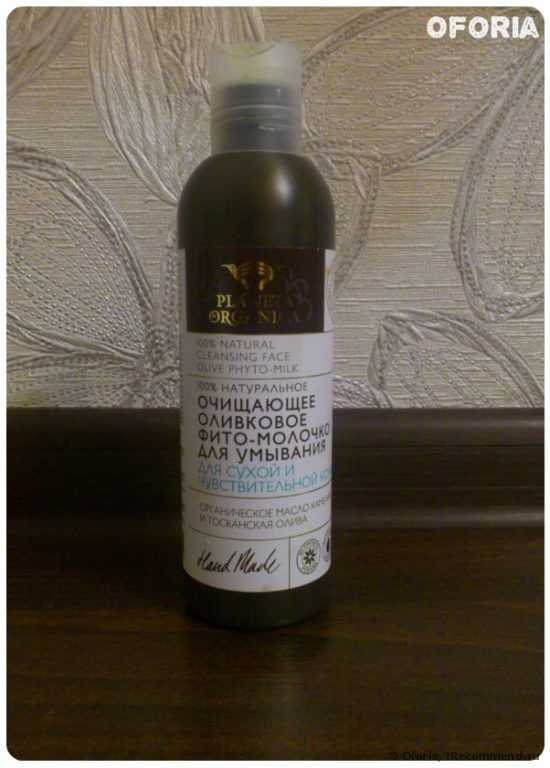 OFORIA
PLANETA
ORGANICA
100% NATURAL
CLEANSING FACE
OLIVE PHYTO-MILK
100% НАТУРАЛЬНОЕ
ОЧИЩАЮЩЕЕ
ОЛИВКОВОЕ
ФИТО-МОЛОЧКО
ДЛЯ УМЫВАНИЯ
ДЛЯ СУХОЙ И
ЧУВСТВИТЕЛЬНОЙ
ОРГАНИЧЕСКОЕ МАСЛО
И ТОСКАНСКАЯ ОЛИВА
Hand Made
© Oforia, IRecommend.ru